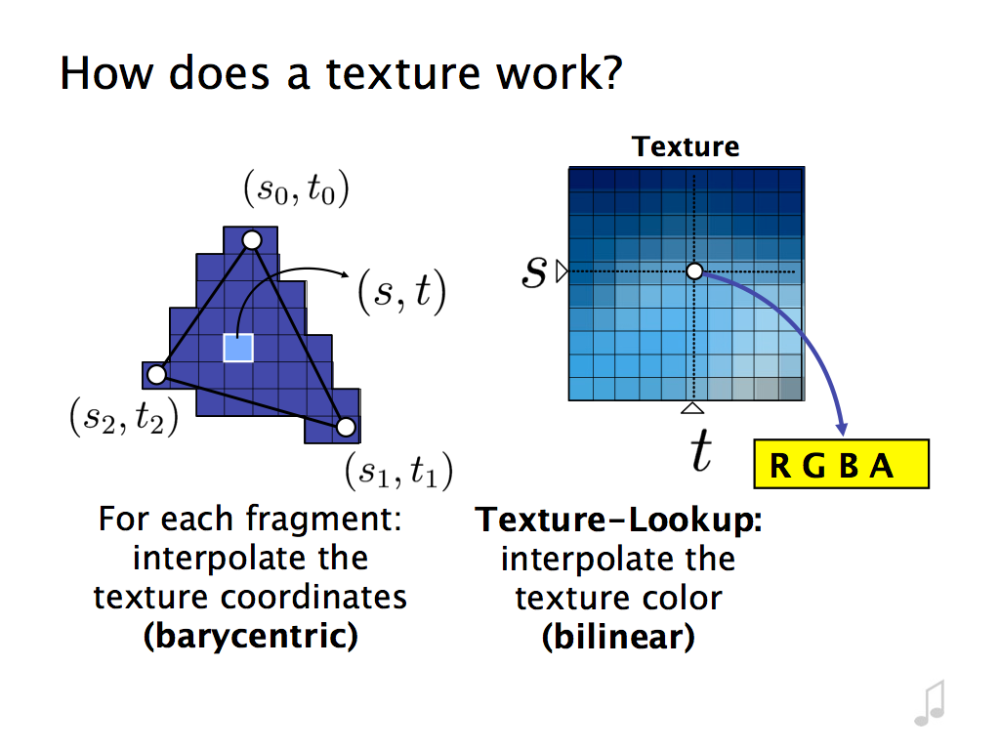 How does a texture work?
Texture
(s₀, t₀)
(s, t)
s
(s₂, t₂)
t
(s₁, t₁)
R G B A
For each fragment:
interpolate the
texture coordinates
(barycentric)
Texture-Lookup:
interpolate the
texture color
(bilinear)